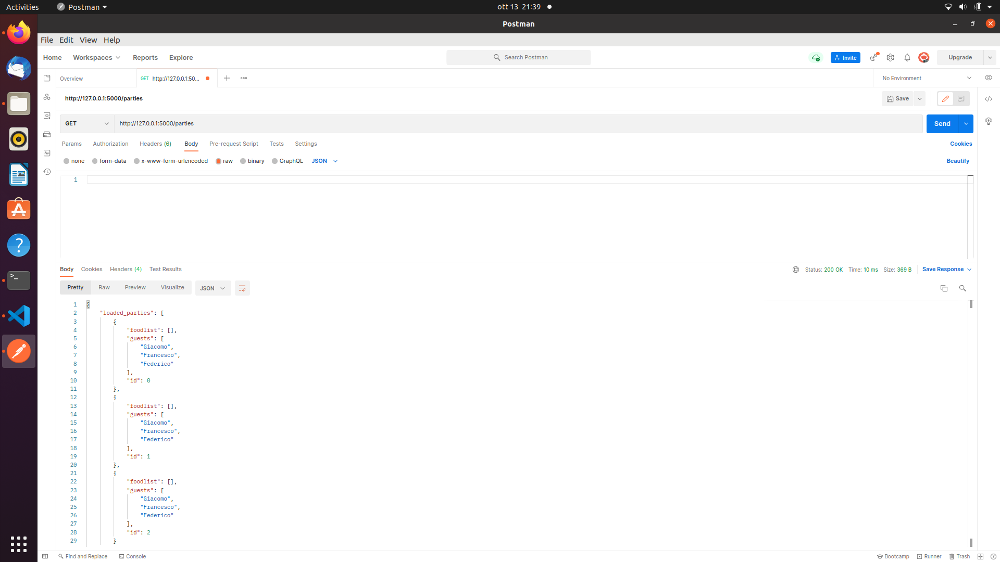 Activities Postman ott 13 21:39
Postman
File Edit View Help
Home Workspaces Reports Explore Search Postman Invite Upgrade
Overview GET http://127.0.0.1:50... No Environment
http://127.0.0.1:5000/parties Save
GET http://127.0.0.1:5000/parties Send
Params Authorization Headers (6) Body Pre-request Script Tests Settings Cookies
none form-data x-www-form-urlencoded raw binary GraphQL JSON Beautify
1
Body Cookies Headers (4) Test Results Status: 200 OK Time: 10 ms Size: 369 B Save Response
Pretty Raw Preview Visualize JSON
1 {
2 "loaded_parties": [
3 {
4 "foodlist": [],
5 "guests": [
6 "Giacomo",
7 "Francesco",
8 "Federico"
9 ],
10 "id": 0
11 },
12 {
13 "foodlist": [],
14 "guests": [
15 "Giacomo",
16 "Francesco",
17 "Federico"
18 ],
19 "id": 1
20 },
21 {
22 "foodlist": [],
23 "guests": [
24 "Giacomo",
25 "Francesco",
26 "Federico"
27 ],
28 "id": 2
29 }
Find and Replace Console Bootcamp Runner Trash